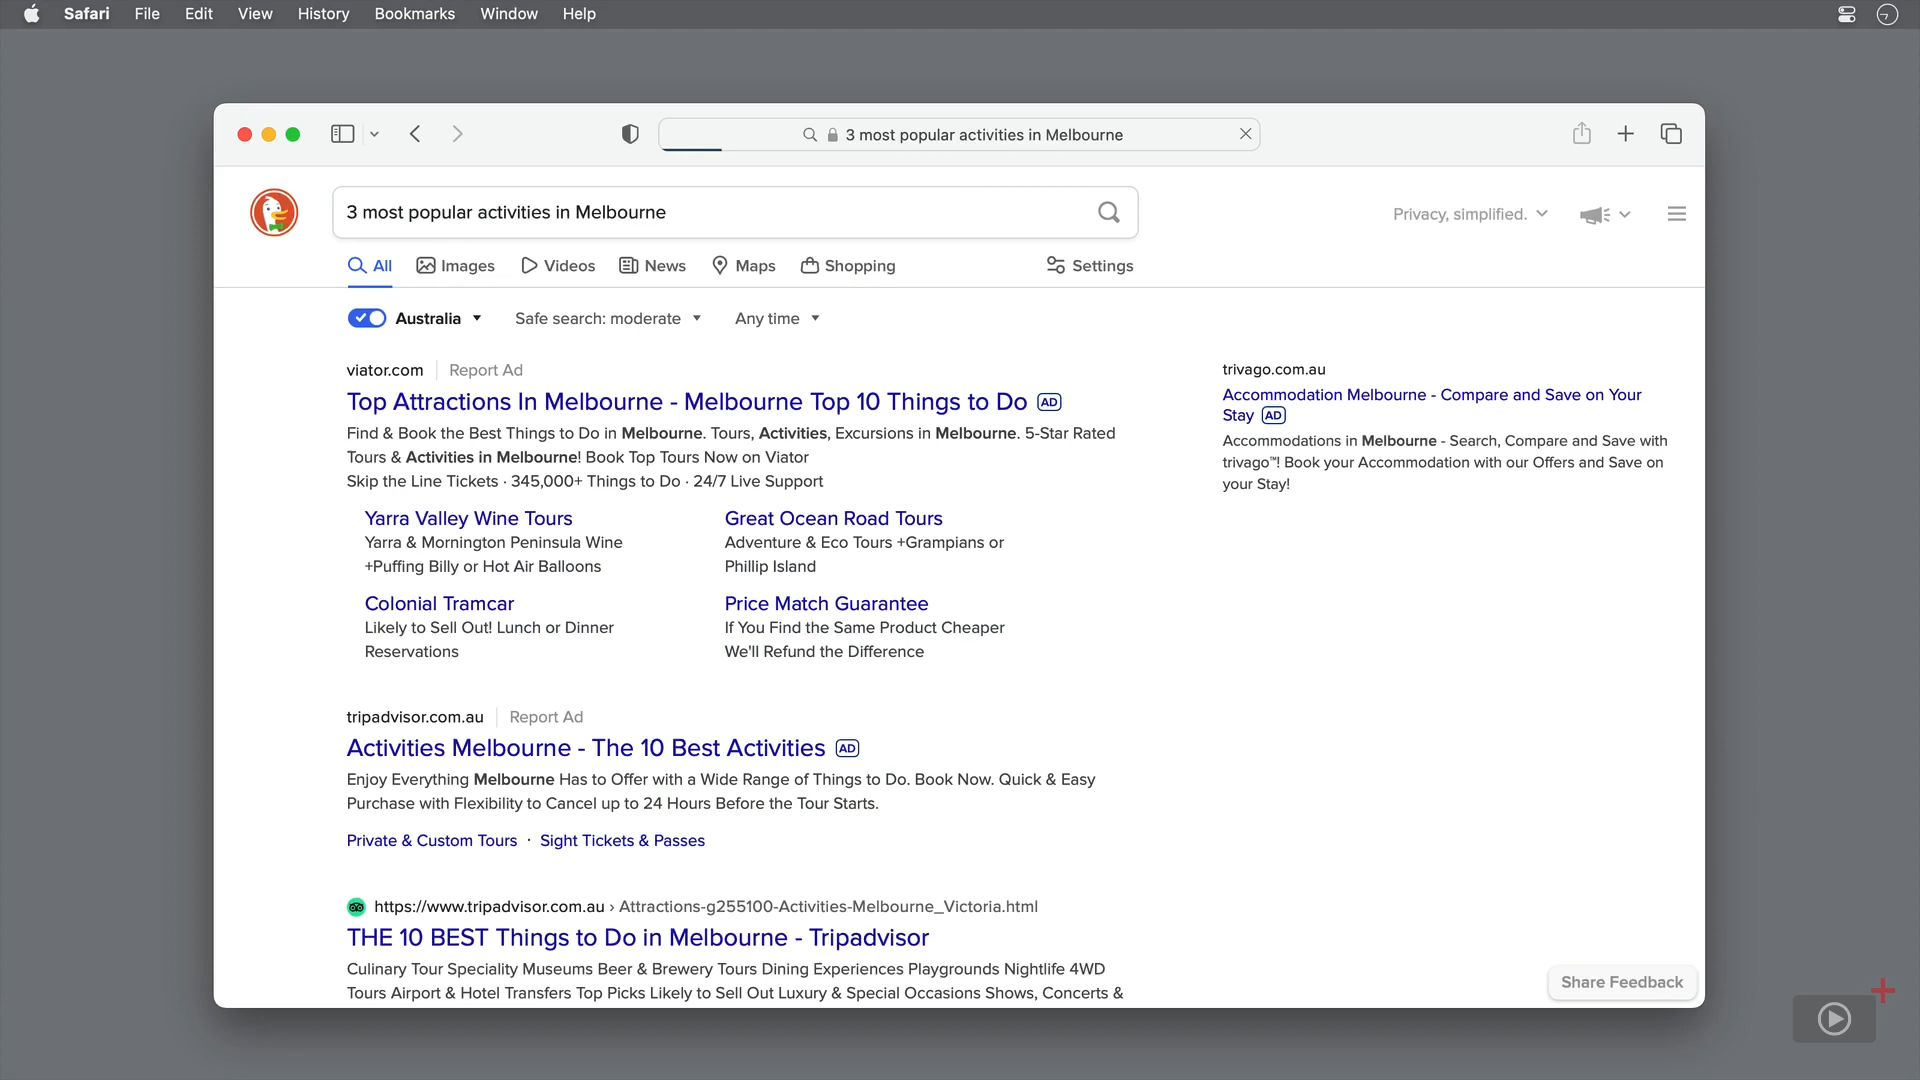 Safari File Edit View History Bookmarks Window Help
3 most popular activities in Melbourne
3 most popular activities in Melbourne
Privacy, simplified.
All Images Videos News Maps Shopping Settings
Australia Safe search: moderate Any time
viator.com Report Ad
Top Attractions In Melbourne - Melbourne Top 10 Things to Do AD
Find & Book the Best Things to Do in Melbourne. Tours, Activities, Excursions in Melbourne. 5-Star Rated
Tours & Activities in Melbourne! Book Top Tours Now on Viator
Skip the Line Tickets · 345,000+ Things to Do · 24/7 Live Support
Yarra Valley Wine Tours
Yarra & Mornington Peninsula Wine
+Puffing Billy or Hot Air Balloons
Great Ocean Road Tours
Adventure & Eco Tours +Grampians or
Phillip Island
Colonial Tramcar
Likely to Sell Out! Lunch or Dinner
Reservations
Price Match Guarantee
If You Find the Same Product Cheaper
We'll Refund the Difference
tripadvisor.com.au Report Ad
Activities Melbourne - The 10 Best Activities AD
Enjoy Everything Melbourne Has to Offer with a Wide Range of Things to Do. Book Now. Quick & Easy
Purchase with Flexibility to Cancel up to 24 Hours Before the Tour Starts.
Private & Custom Tours · Sight Tickets & Passes
https://www.tripadvisor.com.au › Attractions-g255100-Activities-Melbourne_Victoria.html
THE 10 BEST Things to Do in Melbourne - Tripadvisor
Culinary Tour Speciality Museums Beer & Brewery Tours Dining Experiences Playgrounds Nightlife 4WD
Tours Airport & Hotel Transfers Top Picks Likely to Sell Out Luxury & Special Occasions Shows, Concerts &
trivago.com.au
Accommodation Melbourne - Compare and Save on Your
Stay AD
Accommodations in Melbourne - Search, Compare and Save with
trivago™! Book your Accommodation with our Offers and Save on
your Stay!
Share Feedback